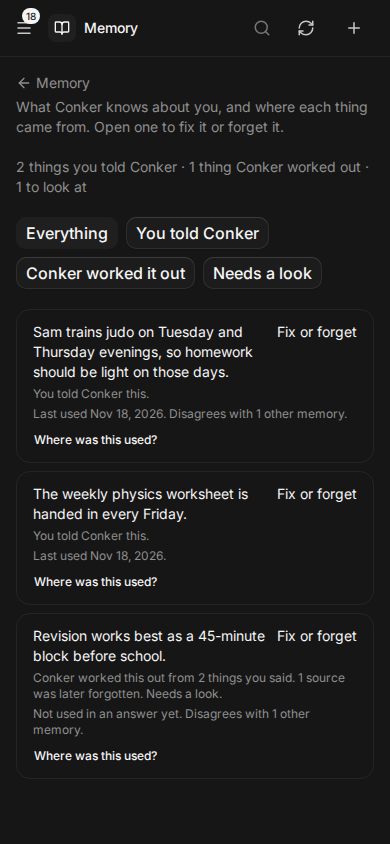 18
Memory
Memory
What Conker knows about you, and where each thing
came from. Open one to fix it or forget it.
2 things you told Conker · 1 thing Conker worked out ·
1 to look at
Everything
You told Conker
Conker worked it out
Needs a look
Sam trains judo on Tuesday and
Thursday evenings, so homework
should be light on those days.
Fix or forget
You told Conker this.
Last used Nov 18, 2026. Disagrees with 1 other memory.
Where was this used?
The weekly physics worksheet is
handed in every Friday.
Fix or forget
You told Conker this.
Last used Nov 18, 2026.
Where was this used?
Revision works best as a 45-minute
block before school.
Fix or forget
Conker worked this out from 2 things you said. 1 source
was later forgotten. Needs a look.
Not used in an answer yet. Disagrees with 1 other
memory.
Where was this used?